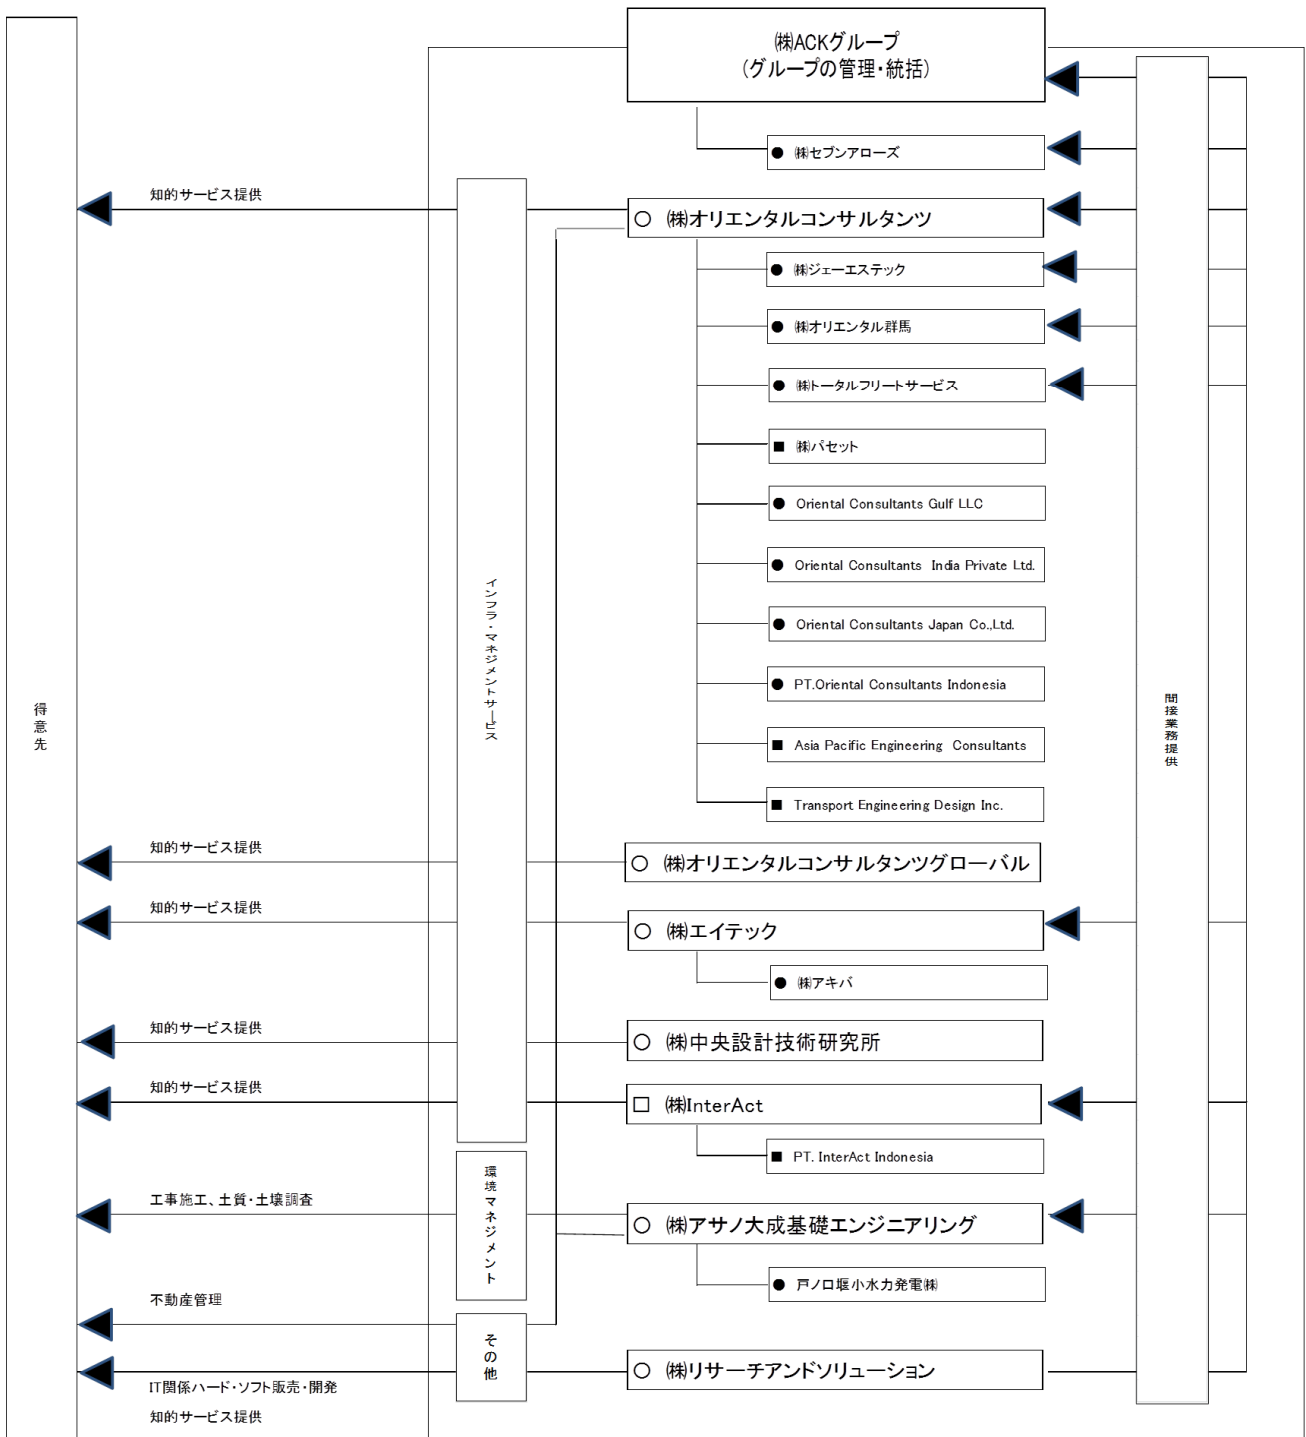 ㈱ACKグループ
(グループの管理・統括)
● ㈱セブンアローズ
知的サービス提供
○ ㈱オリエンタルコンサルタンツ
● ㈱ジェーエステック
● ㈱オリエンタル群馬
● ㈱トータルフリートサービス
■ ㈱パセット
● Oriental Consultants Gulf LLC
● Oriental Consultants India Private Ltd.
● Oriental Consultants Japan Co.,Ltd.
● PT.Oriental Consultants Indonesia
■ Asia Pacific Engineering Consultants
■ Transport Engineering Design Inc.
インフラ・マネジメントサービス
得意先
間接業務提供
知的サービス提供
○ ㈱オリエンタルコンサルタンツグローバル
知的サービス提供
○ ㈱エイテック
● ㈱アキバ
知的サービス提供
○ ㈱中央設計技術研究所
知的サービス提供
□ ㈱InterAct
■ PT. InterAct Indonesia
環境マネジメント
工事施工、土質・土壌調査
○ ㈱アサノ大成基礎エンジニアリング
● 戸ノ口堰小水力発電㈱
不動産管理
その他
○ ㈱リサーチアンドソリューション
IT関係ハード・ソフト販売・開発
知的サービス提供